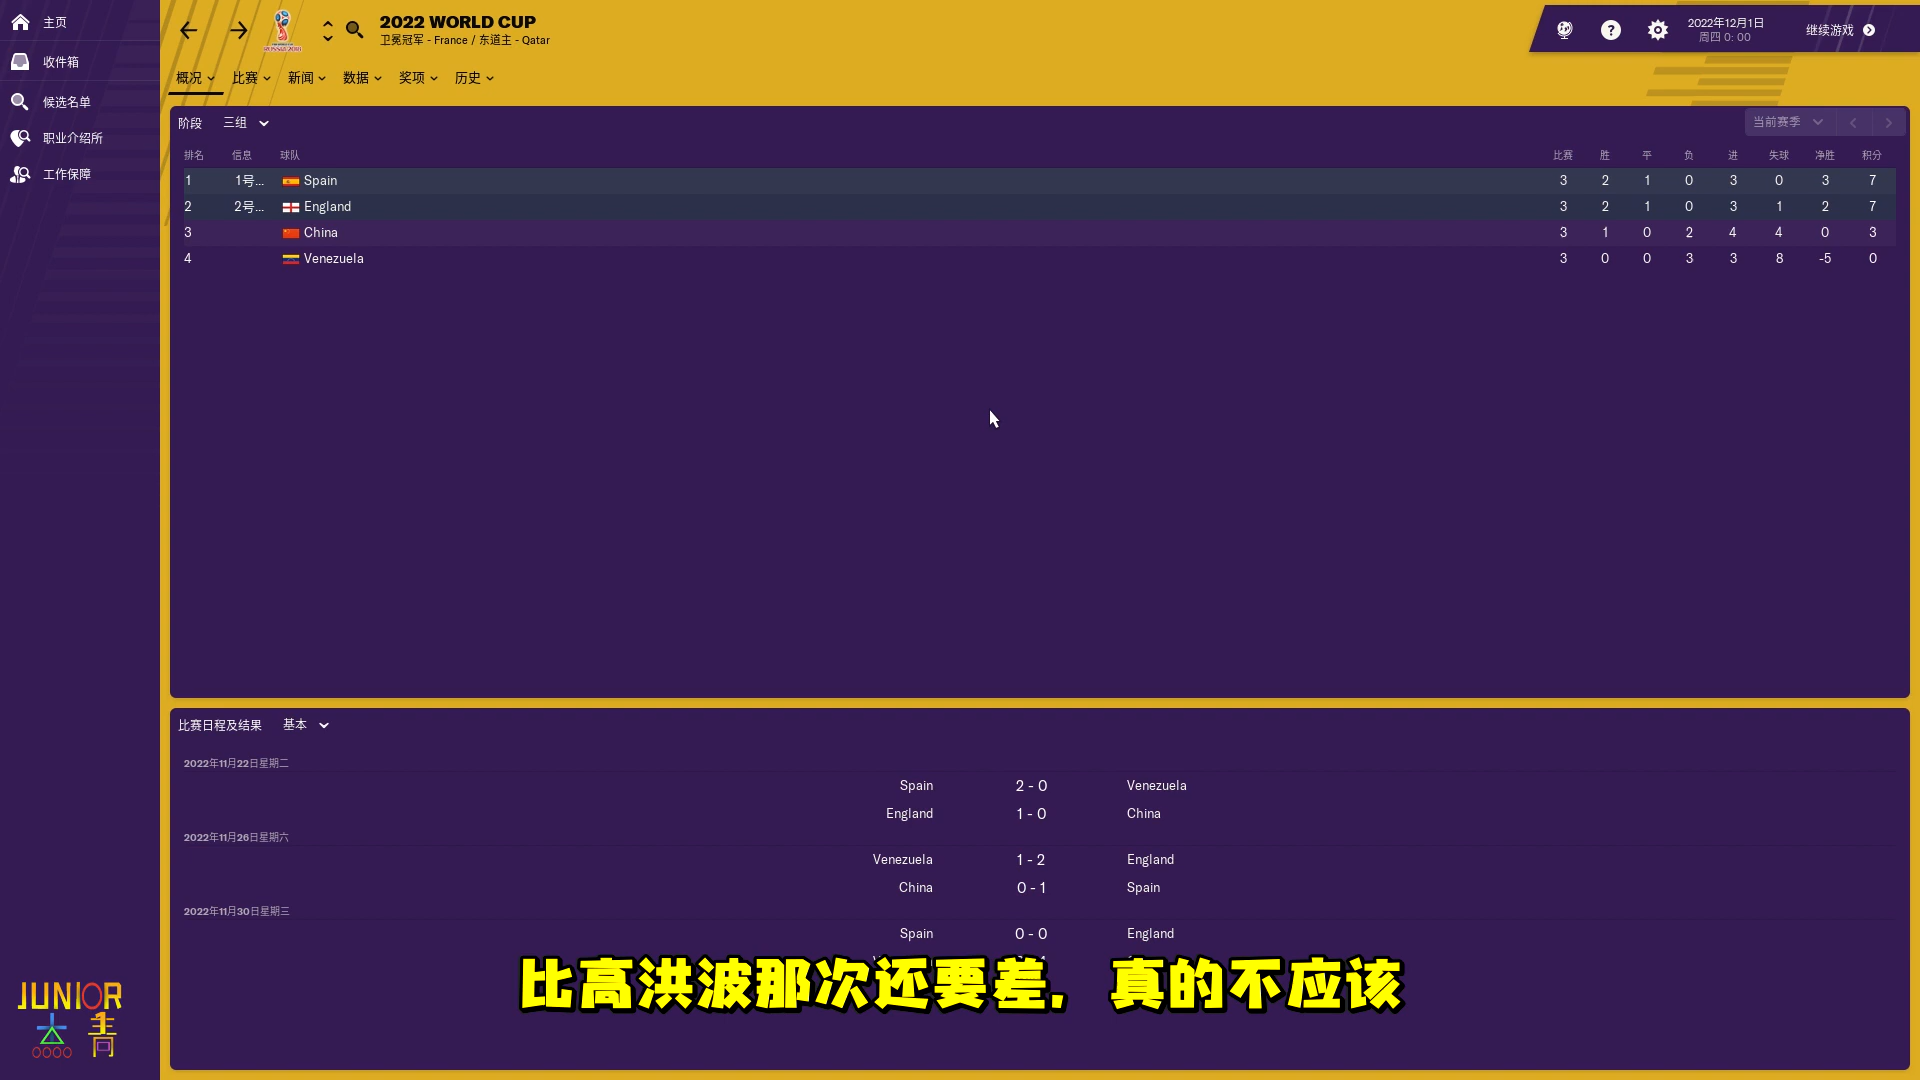 主页
收件箱
候选名单
职业介绍所
工作保障
2022 WORLD CUP
卫冕冠军 - France / 东道主 - Qatar
2022年12月1日
周四 0: 00
继续游戏
概况 比赛 新闻 数据 奖项 历史
阶段 三组 当前赛季
排名 信息 球队 比赛 胜 平 负 进 失球 净胜 积分
1 1号... Spain 3 2 1 0 3 0 3 7
2 2号... England 3 2 1 0 3 1 2 7
3 China 3 1 0 2 4 4 0 3
4 Venezuela 3 0 0 3 3 8 -5 0
比赛日程及结果 基本
2022年11月22日星期二
Spain 2 - 0 Venezuela
England 1 - 0 China
2022年11月26日星期六
Venezuela 1 - 2 England
China 0 - 1 Spain
2022年11月30日星期三
Spain 0 - 0 England
比高洪波那次还要差, 真的不应该
JUNIOR
大青